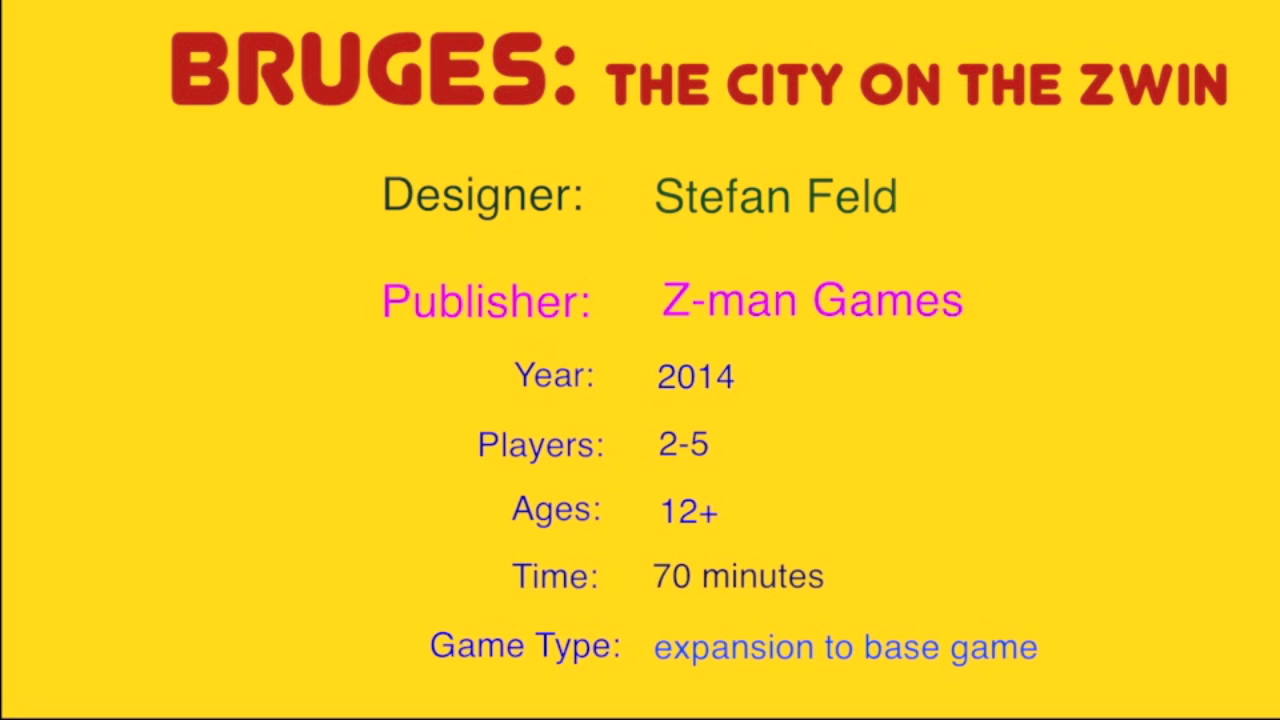 BRUGES: THE CITY ON THE ZWIN
Designer: Stefan Feld
Publisher: Z-man Games
Year: 2014
Players: 2-5
Ages: 12+
Time: 70 minutes
Game Type: expansion to base game